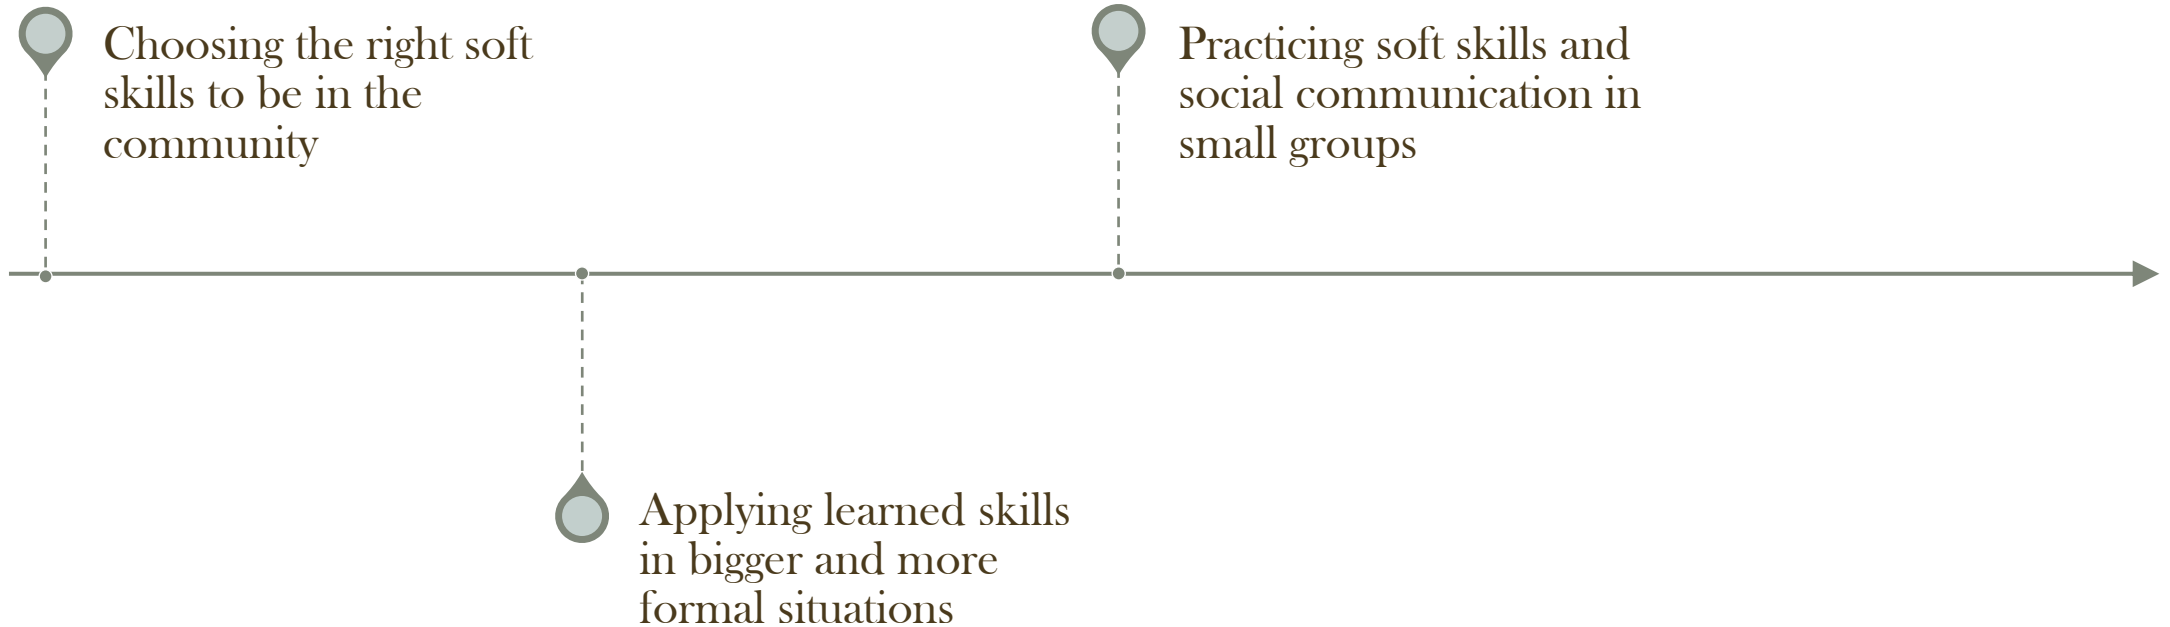 Choosing the right soft
skills to be in the
community
Applying learned skills
in bigger and more
formal situations
Practicing soft skills and
social communication in
small groups